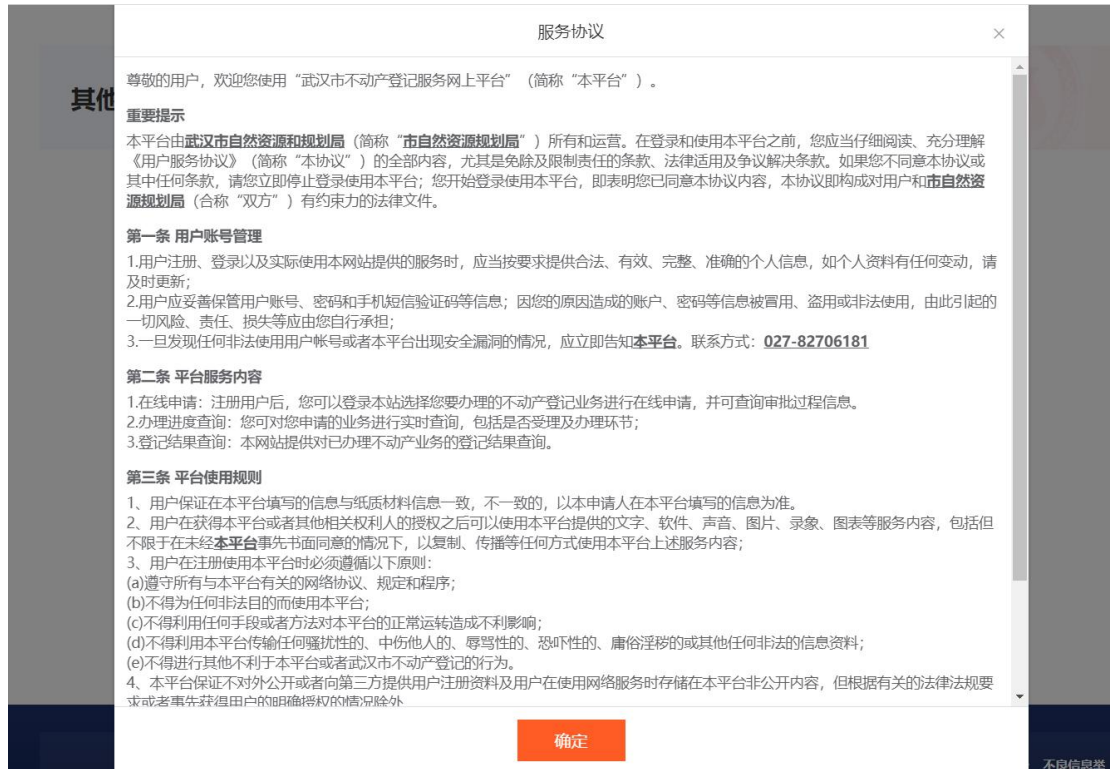 服务协议
×
尊敬的用户，欢迎您使用“武汉市不动产登记服务网上平台”（简称“本平台”）。
其他
重要提示
本平台由武汉市自然资源和规划局（简称“市自然资源规划局”）所有和运营。在登录和使用本平台之前，您应当仔细阅读、充分理解
《用户服务协议》（简称“本协议”）的全部内容，尤其是免除及限制责任的条款、法律适用及争议解决条款。如果您不同意本协议或
其中任何条款，请您立即停止登录使用本平台；您开始登录使用本平台，即表明您已同意本协议内容，本协议即构成对用户和市自然资
源规划局（合称“双方”）有约束力的法律文件。
第一条 用户账号管理
1.用户注册、登录以及实际使用本网站提供的服务时，应当按要求提供合法、有效、完整、准确的个人信息，如个人资料有任何变动，请
及时更新；
2.用户应妥善保管用户账号、密码和手机短信验证码等信息；因您的原因造成的账户、密码等信息被冒用、盗用或非法使用，由此引起的
一切风险、责任、损失等应由您自行承担；
3.一旦发现任何非法使用用户帐号或者本平台出现安全漏洞的情况，应立即告知本平台。联系方式：027-82706181
第二条 平台服务内容
1.在线申请：注册用户后，您可以登录本站选择您要办理的不动产登记业务进行在线申请，并可查询审批过程信息。
2.办理进度查询：您可对您申请的业务进行实时查询，包括是否受理及办理环节；
3.登记结果查询：本网站提供对已办理不动产业务的登记结果查询。
第三条 平台使用规则
1、用户保证在本平台填写的信息与纸质材料信息一致，不一致的，以本申请人在本平台填写的信息为准。
2、用户在获得本平台或者其他相关权利人的授权之后可以使用本平台提供的文字、软件、声音、图片、录象、图表等服务内容，包括但
不限于在未经本平台事先书面同意的情况下，以复制、传播等任何方式使用本平台上述服务内容；
3、用户在注册使用本平台时必须遵循以下原则：
(a)遵守所有与本平台有关的网络协议、规定和程序；
(b)不得为任何非法目的而使用本平台；
(c)不得利用任何手段或者方法对本平台的正常运转造成不利影响；
(d)不得利用本平台传输任何骚扰性的、中伤他人的、辱骂性的、恐吓性的、庸俗淫秽的或其他任何非法的信息资料；
(e)不得进行其他不利于本平台或者武汉市不动产登记的行为。
4、本平台保证不对外公开或者向第三方提供用户注册资料及用户在使用网络服务时存储在本平台非公开内容，但根据有关的法律法规要
求或者事先获得用户的明确授权的情况除外
确定
不良信息举